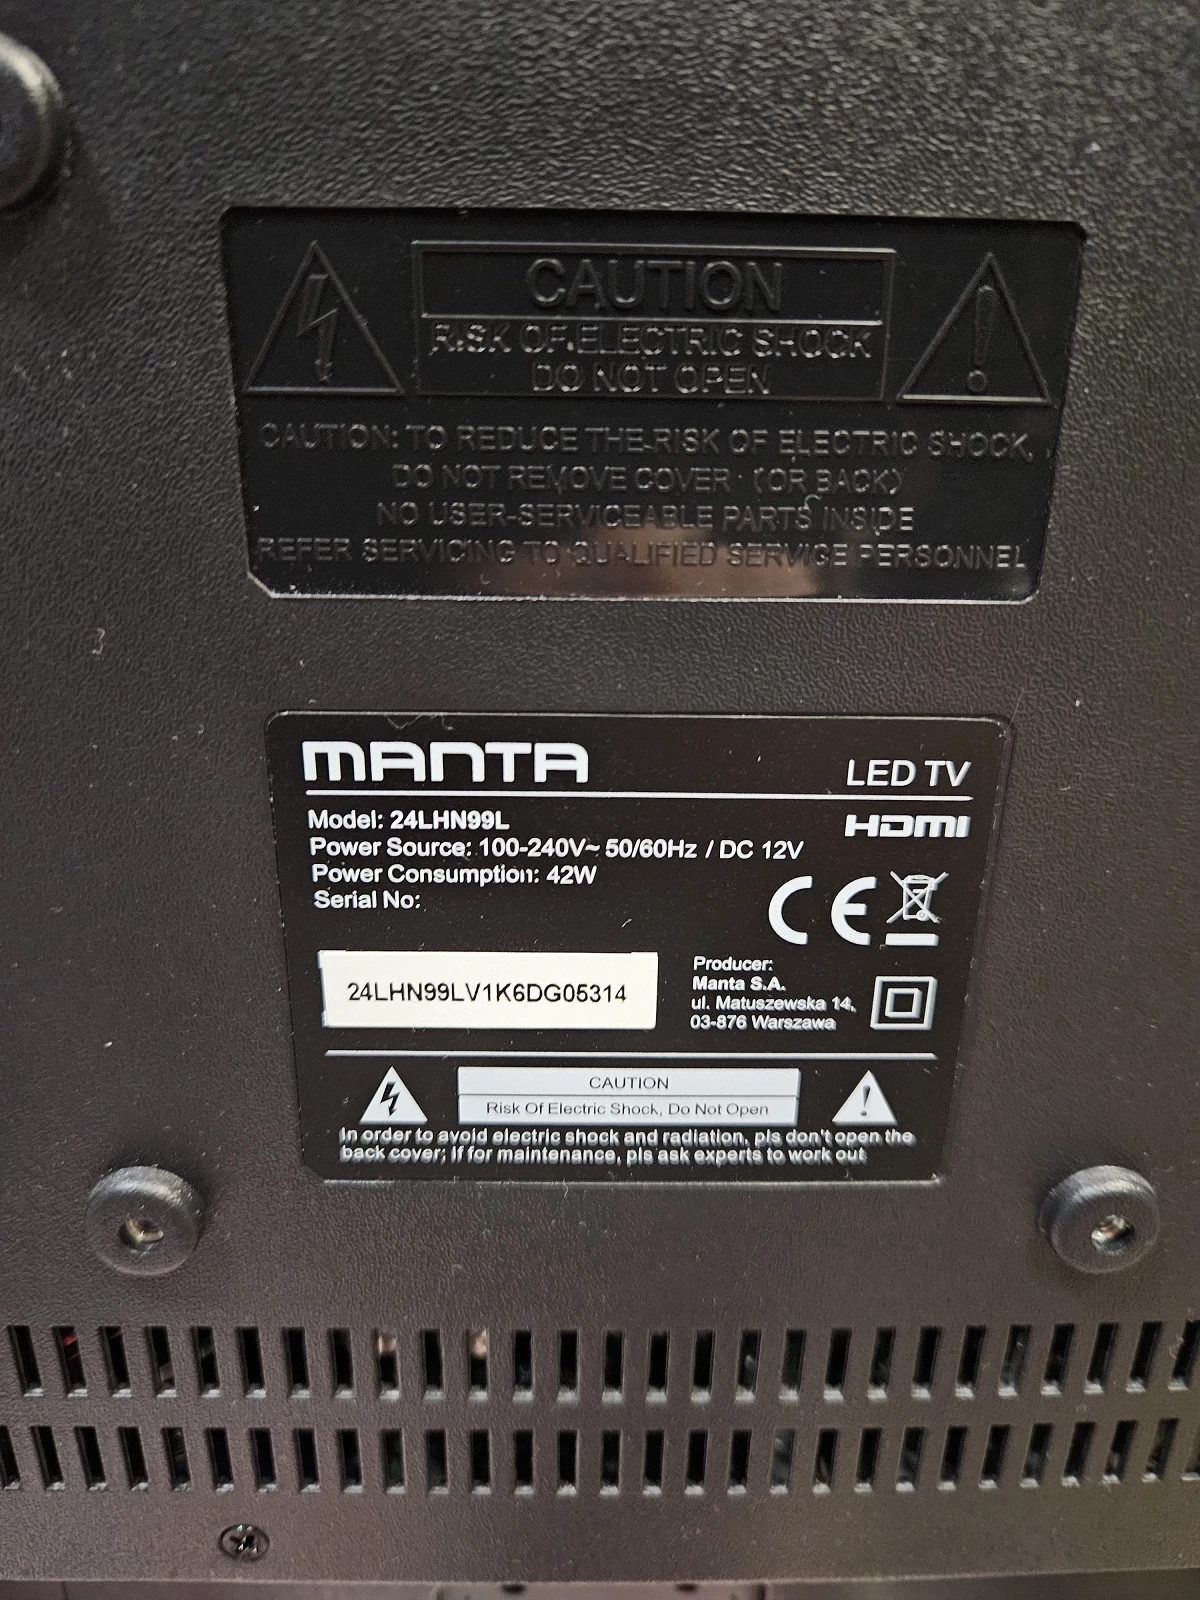 CAUTION
RISK OF ELECTRIC SHOCK
DO NOT OPEN
CAUTION: TO REDUCE THE RISK OF ELECTRIC SHOCK,
DO NOT REMOVE COVER (OR BACK)
NO USER-SERVICEABLE PARTS INSIDE
REFER SERVICING TO QUALIFIED SERVICE PERSONNEL
MANTA
LED TV
HDMI
Model: 24LHN99L
Power Source: 100-240V~ 50/60Hz / DC 12V
Power Consumption: 42W
Serial No:
CE
24LHN99LV1K6DG05314
Producer:
Manta S.A.
ul. Matuszewska 14,
03-876 Warszawa
CAUTION
Risk Of Electric Shock, Do Not Open
In order to avoid electric shock and radiation, pls don't open the
back cover; If for maintenance, pls ask experts to work out